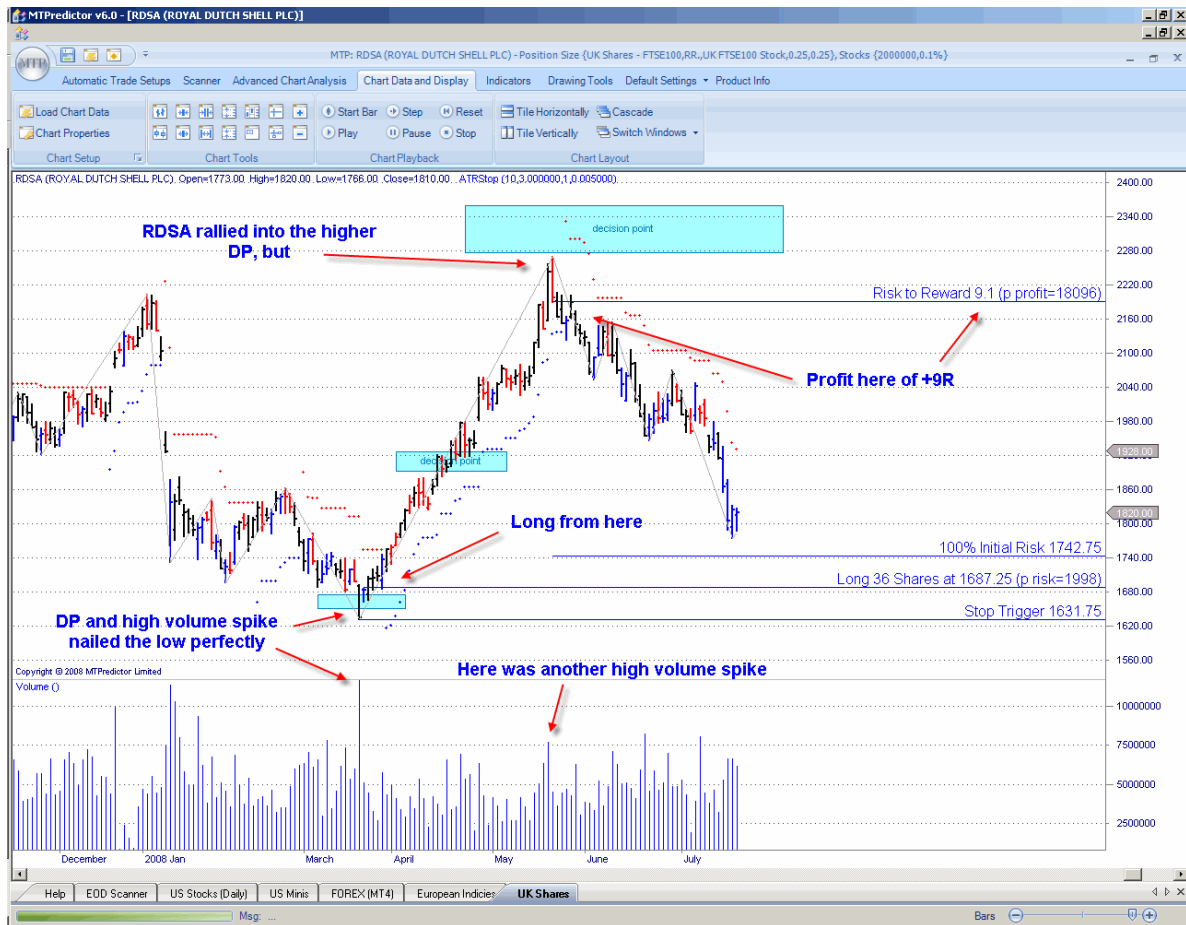 MTPredictor v6.0 - [RDSA (ROYAL DUTCH SHELL PLC)]
MTP
MTP: RDSA (ROYAL DUTCH SHELL PLC) - Position Size {UK Shares - FTSE100,RR.,UK FTSE100 Stock,0.25,0.25}, Stocks {2000000,0.1%}
Automatic Trade Setups Scanner Advanced Chart Analysis Chart Data and Display Indicators Drawing Tools Default Settings Product Info
Load Chart Data
Chart Properties
Start Bar Step Reset
Play Pause Stop
Tile Horizontally Cascade
Tile Vertically Switch Windows
Chart Setup Chart Tools Chart Playback Chart Layout
RDSA (ROYAL DUTCH SHELL PLC) Open=1773.00 High=1820.00 Low=1766.00 Close=1810.00 ATRStop (10,3.000000,1,0.005000)
2400.00
2340.00
2280.00
2220.00
2160.00
2100.00
2040.00
1980.00
1928.00
1860.00
1820.00
1800.00
1740.00
1680.00
1620.00
1560.00
decision point
RDSA rallied into the higher
DP, but
Risk to Reward 9.1 (p profit=18096)
Profit here of +9R
decision point
Long from here
100% Initial Risk 1742.75
Long 36 Shares at 1687.25 (p risk=1998)
Stop Trigger 1631.75
DP and high volume spike
nailed the low perfectly
Here was another high volume spike
Copyright © 2008 MTPredictor Limited
Volume ()
10000000
7500000
5000000
2500000
December 2008 Jan March April May June July
Help EOD Scanner US Stocks (Daily) US Minis FOREX (MT4) European Indicies UK Shares
Msg: ...
Bars